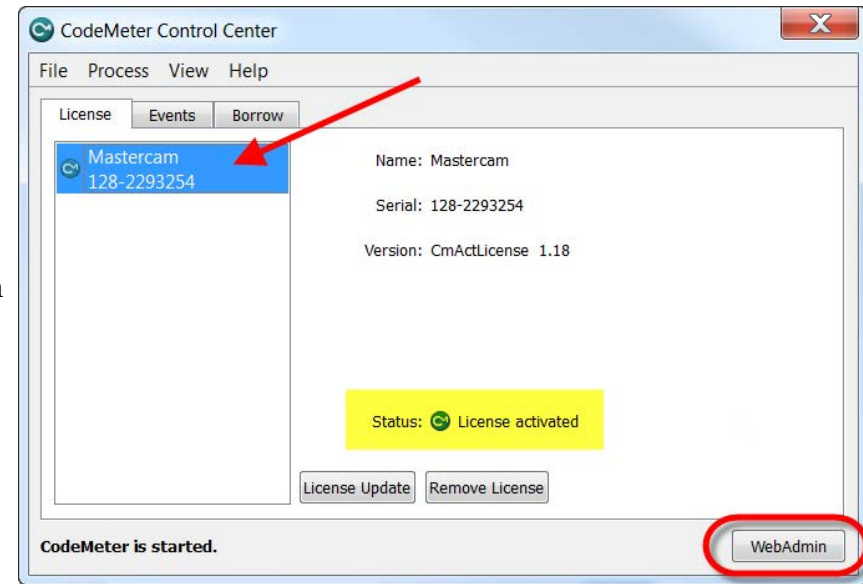 CodeMeter Control Center
File Process View Help
License Events Borrow
Mastercam
128-2293254
Name: Mastercam
Serial: 128-2293254
Version: CmActLicense 1.18
Status: License activated
License Update Remove License
CodeMeter is started.
WebAdmin